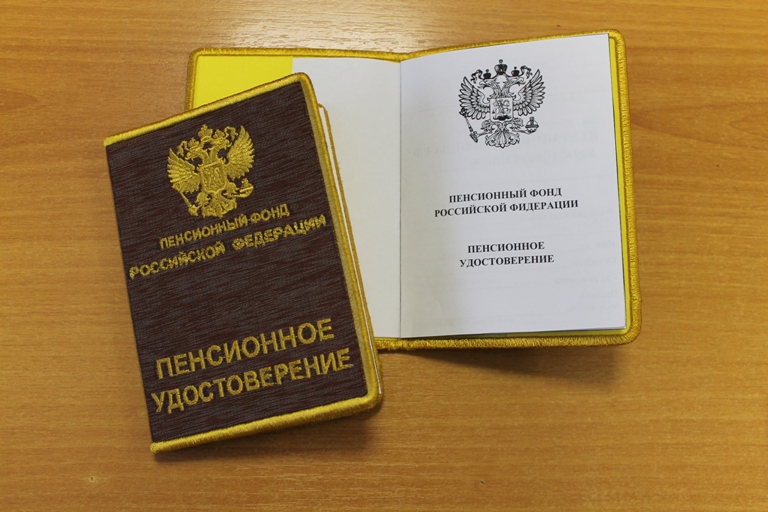 ПЕНСИОННЫЙ ФОНД
РОССИЙСКОЙ ФЕДЕРАЦИИ
ПЕНСИОННОЕ
УДОСТОВЕРЕНИЕ
ПЕНСИОННЫЙ ФОНД
РОССИЙСКОЙ ФИДЕРАЦИИ
ПЕНСИОННОЕ
УДОСТОВЕРЕНИЕ